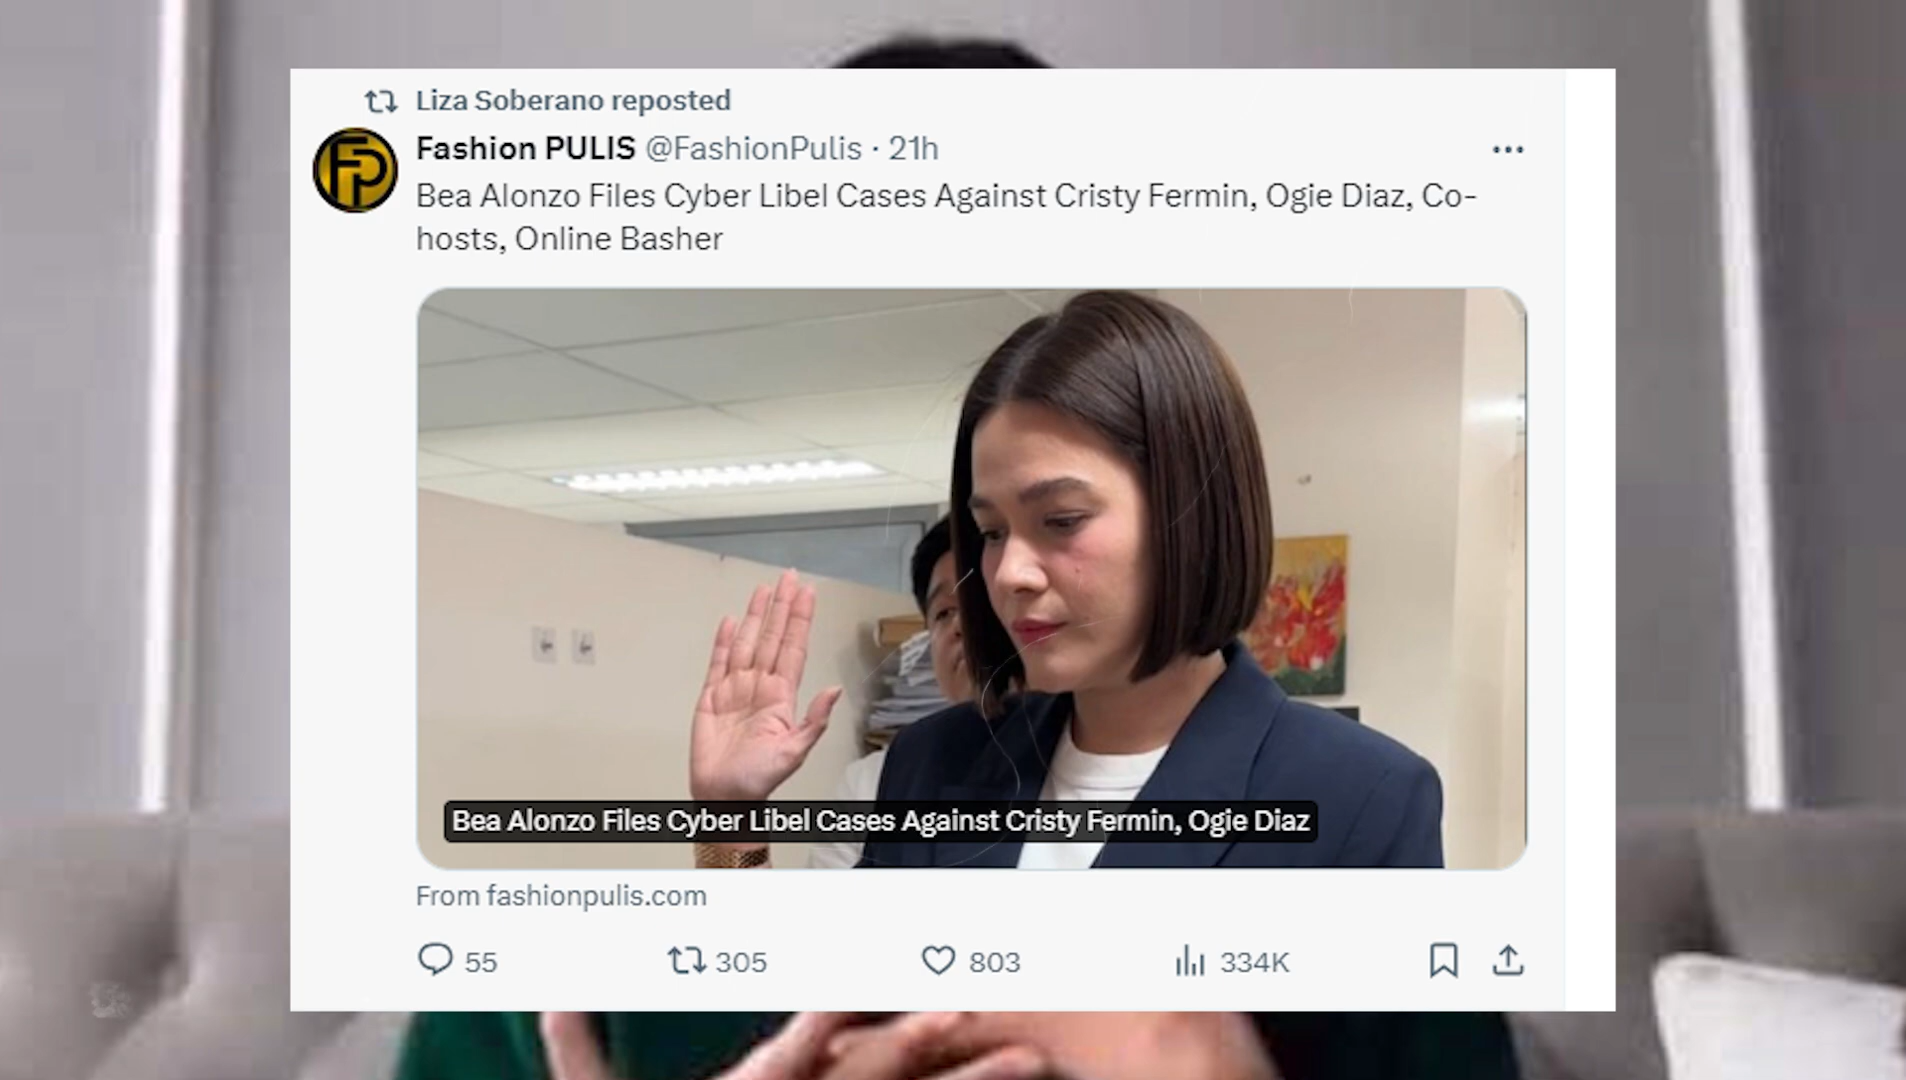 Liza Soberano reposted
Fashion PULIS @FashionPulis · 21h
Bea Alonzo Files Cyber Libel Cases Against Cristy Fermin, Ogie Diaz, Co-
hosts, Online Basher
Bea Alonzo Files Cyber Libel Cases Against Cristy Fermin, Ogie Diaz
From fashionpulis.com
55 305 803 334K
FP